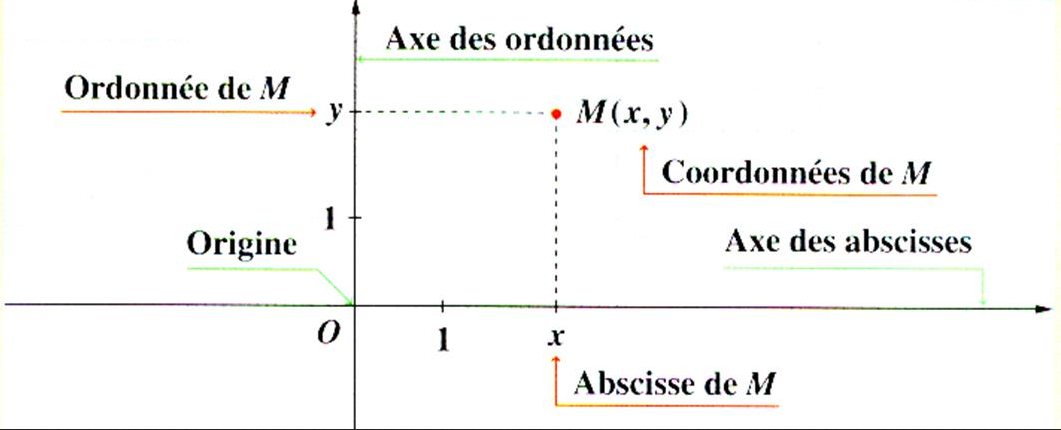 Axe des ordonnées
Ordonnée de M
y
M(x, y)
Coordonnées de M
1
Origine
Axe des abscisses
O
1
x
Abscisse de M